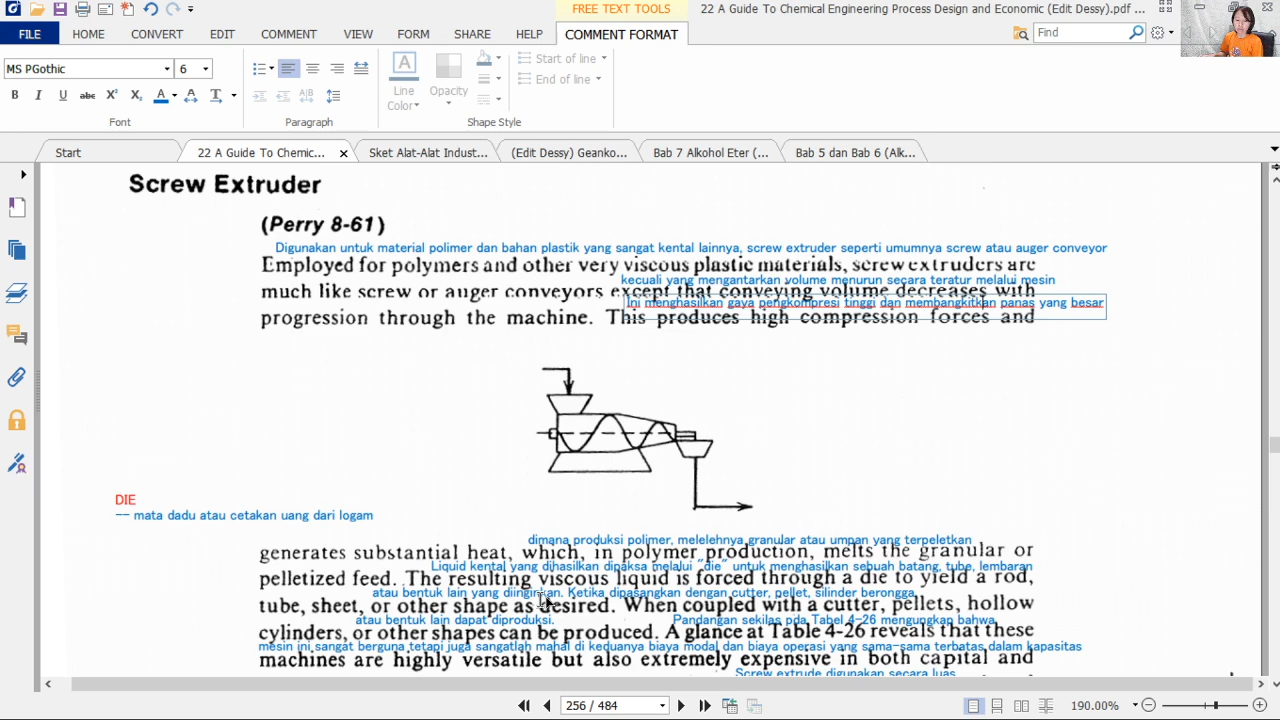 FREE TEXT TOOLS
22 A Guide To Chemical Engineering Process Design and Economic (Edit Dessy).pdf ...
FILE HOME CONVERT EDIT COMMENT VIEW FORM SHARE HELP COMMENT FORMAT
Find
MS PGothic 6
Line Color
Opacity
Start of line
End of line
Font
Paragraph
Shape Style
Start
22 A Guide To Chemic... x
Sket Alat-Alat Indust...
(Edit Dessy) Geanko...
Bab 7 Alkohol Eter (...
Bab 5 dan Bab 6 (Alk...
Screw Extruder
(Perry 8-61)
Digunakan untuk material polimer dan bahan plastik yang sangat kental lainnya, screw extruder seperti umumnya screw atau auger conveyor
Employed for polymers and other very viscous plastic materials, screw extruders are
kecuali yang mengantarkan volume menurun secara teratur melalui mesin
much like screw or auger conveyors except that conveying volume decreases with
Ini menghasilkan gaya pengkompresi tinggi dan membangkitkan panas yang besar
progression through the machine. This produces high compression forces and
DIE
-- mata dadu atau cetakan uang dari logam
dimana produksi polimer, melelehnya granular atau umpan yang terpeletkan
generates substantial heat, which, in polymer production, melts the granular or
Liquid kental yang dihasilkan dipaksa melalui "die" untuk menghasilkan sebuah batang, tube, lembaran
pelletized feed. The resulting viscous liquid is forced through a die to yield a rod,
atau bentuk lain yang diinginkan. Ketika dipasangkan dengan cutter, pellet, silinder berongga,
tube, sheet, or other shape as desired. When coupled with a cutter, pellets, hollow
atau bentuk lain dapat diproduksi. Pandangan sekilas pda Tabel 4-26 mengungkap bahwa
cylinders, or other shapes can be produced. A glance at Table 4-26 reveals that these
mesin ini sangat berguna tetapi juga sangatlah mahal di keduanya biaya modal dan biaya operasi yang sama-sama terbatas dalam kapasitas
machines are highly versatile but also extremely expensive in both capital and
Screw extrude digunakan secara luas
256 / 484
190.00%